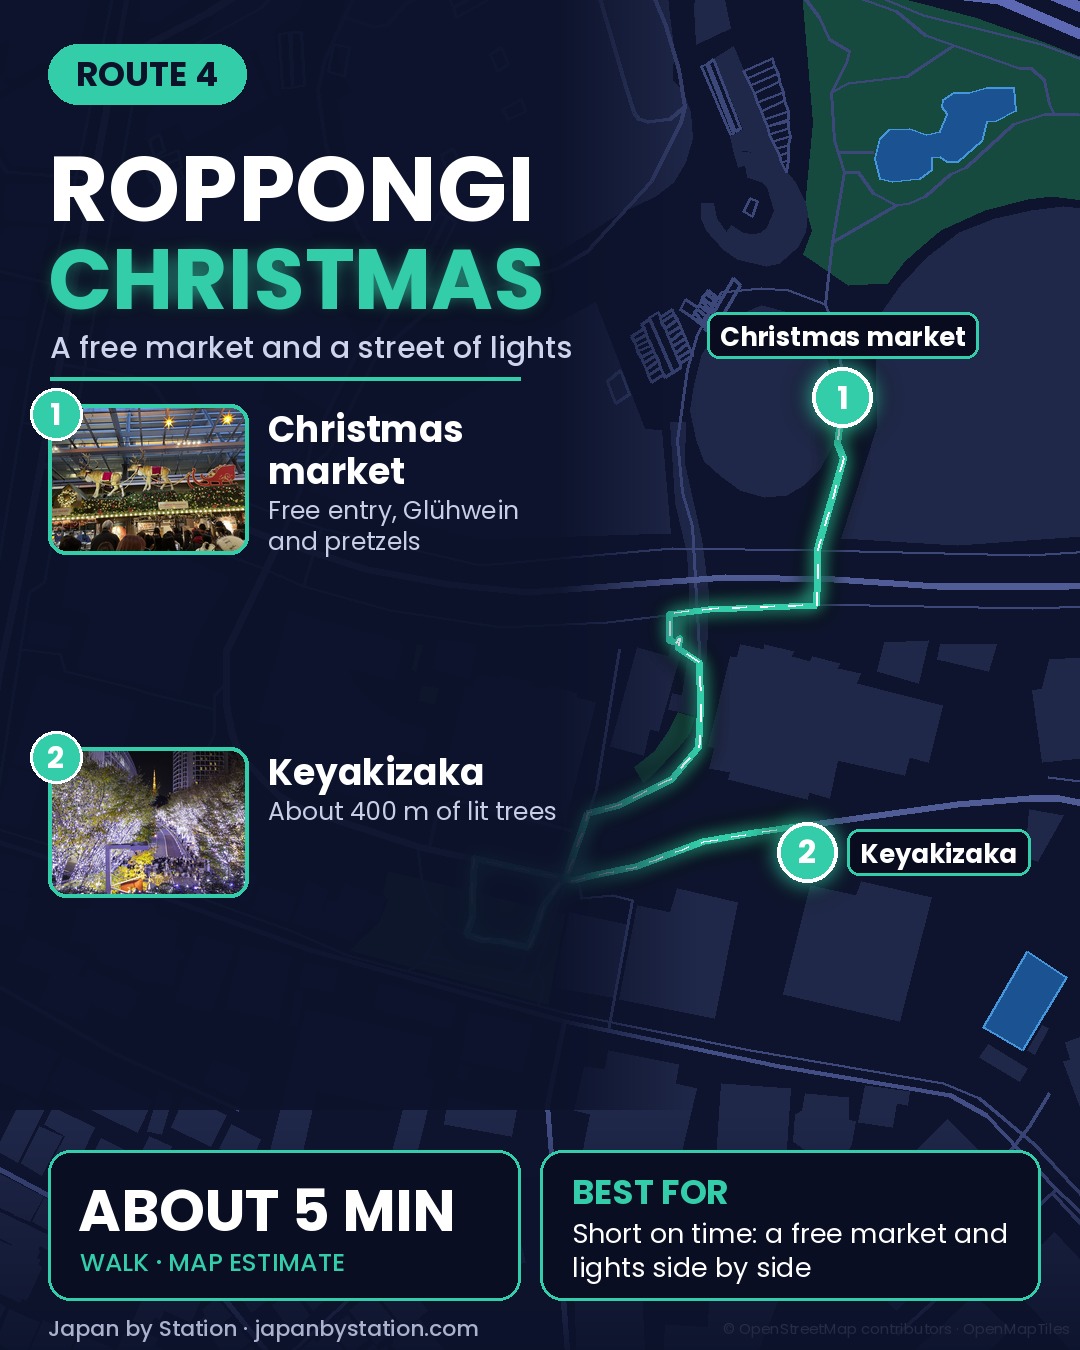 ROUTE 4
ROPPONGI
CHRISTMAS
A free market and a street of lights
1
Christmas
market
Free entry, Glühwein
and pretzels
2
Keyakizaka
About 400 m of lit trees
Christmas market
1
2
Keyakizaka
ABOUT 5 MIN
WALK · MAP ESTIMATE
BEST FOR
Short on time: a free market and
lights side by side
Japan by Station · japanbystation.com
© OpenStreetMap contributors · OpenMapTiles